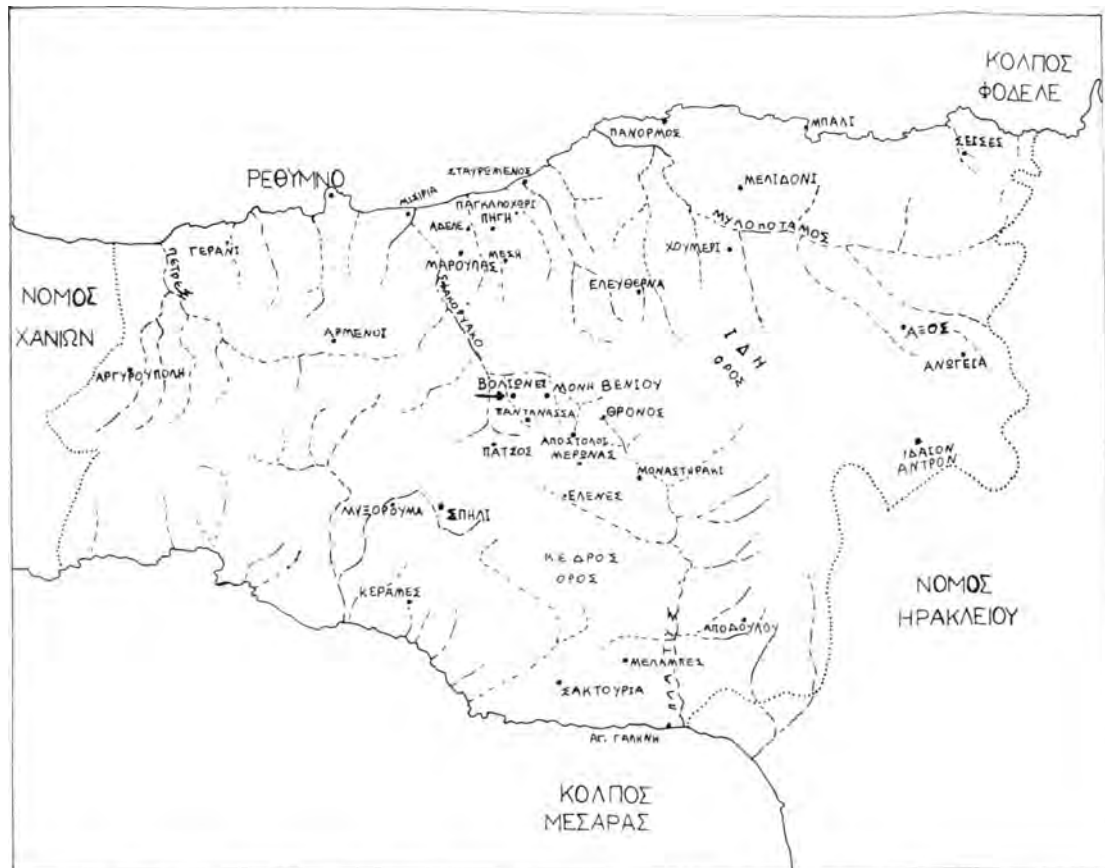 ΚΟΛΠΟΣ
ΦΟΔΕΛΕ
ΜΠΑΛΙ
ΠΑΝΟΡΜΟΣ
ΣΕΙΣΕΣ
ΣΤΑΥΡΩΜΕΝΟΣ
ΡΕΘΥΜΝΟ
ΜΕΛΙΔΟΝΙ
ΜΙΣΙΡΙΑ
ΠΑΓΚΑΛΟΧΩΡΙ
ΠΗΓΗ
ΑΔΕΛΕ
ΜΥΛΟΠΟΤΑΜΟΣ
ΓΕΡΑΝΙ
ΠΕΤΡΕΣ
ΧΟΥΜΕΡΙ
ΜΕΣΗ
ΜΑΡΟΥΛΑΣ
ΕΛΕΥΘΕΡΝΑ
ΝΟΜΟΣ
ΧΑΝΙΩΝ
ΑΡΜΕΝΟΙ
ΑΞΟΣ
ΙΔΗ
ΟΡΟΣ
ΑΝΩΓΕΙΑ
ΑΡΓΥΡΟΥΠΟΛΗ
ΒΟΛΙΩΝΕΣ
ΜΟΝΗ ΒΕΝΙΟΥ
ΠΑΝΤΑΝΑΣΣΑ
ΘΡΟΝΟΣ
ΠΑΤΣΟΣ
ΑΠΟΣΤΟΛΟΙ
ΜΕΡΩΝΑΣ
ΙΔΑΙΟΝ
ΑΝΤΡΟΝ
ΜΟΝΑΣΤΗΡΑΚΙ
ΕΛΕΝΕΣ
ΜΥΞΟΡΟΥΜΑ
ΣΠΗΛΙ
ΚΕΔΡΟΣ
ΟΡΟΣ
ΝΟΜΟΣ
ΗΡΑΚΛΕΙΟΥ
ΚΕΡΑΜΕΣ
ΑΠΟΔΟΥΛΟΥ
ΜΕΛΑΜΠΕΣ
ΣΑΚΤΟΥΡΙΑ
ΑΓ. ΓΑΛΗΝΗ
ΚΟΛΠΟΣ
ΜΕΣΑΡΑΣ